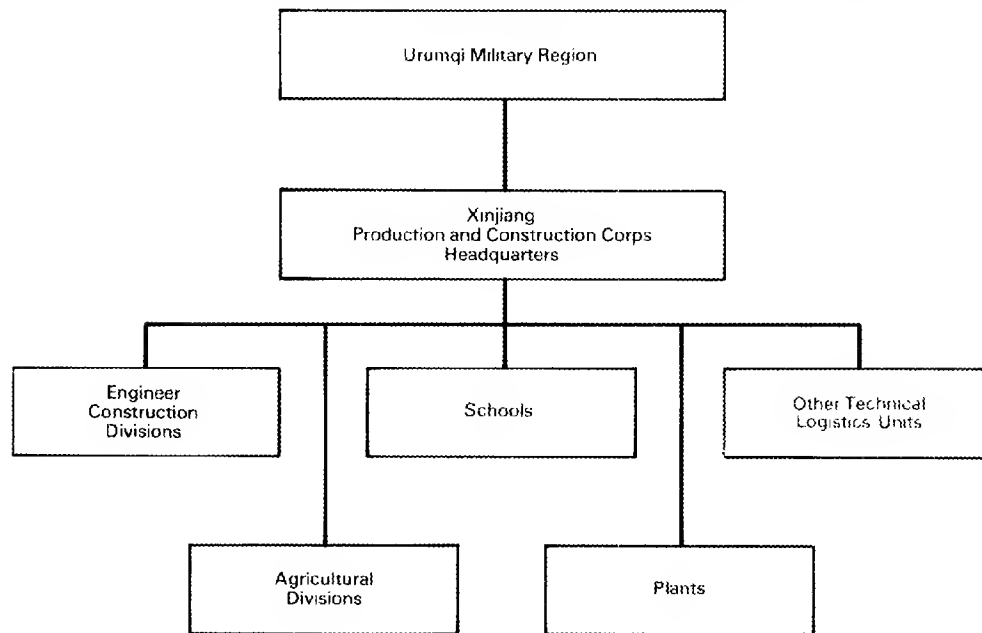 Urumqi Military Region
Xinjiang
Production and Construction Corps
Headquarters
Engineer
Construction
Divisions
Schools
Other Technical
Logistics Units
Agricultural
Divisions
Plants